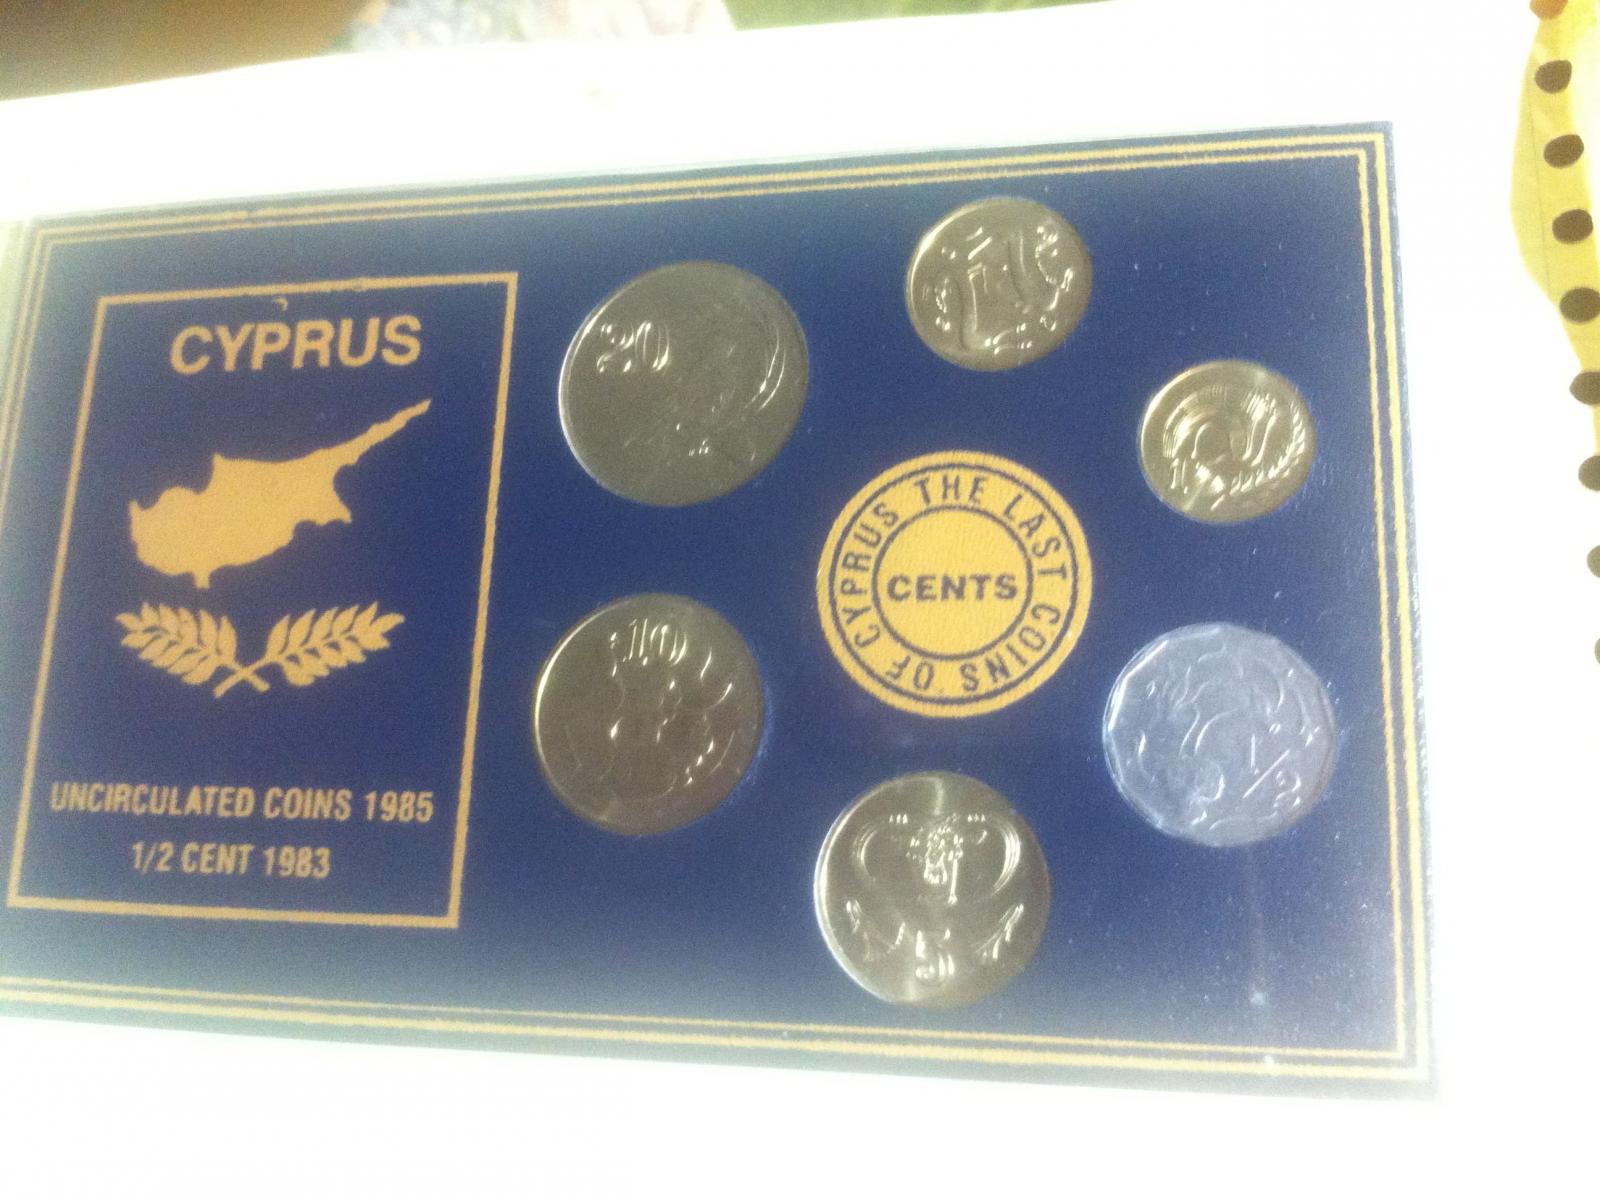 CYPRUS
UNCIRCULATED COINS 1985
1/2 CENT 1983
20
10
THE LAST COINS OF CYPRUS
CENTS
1
5
1/2